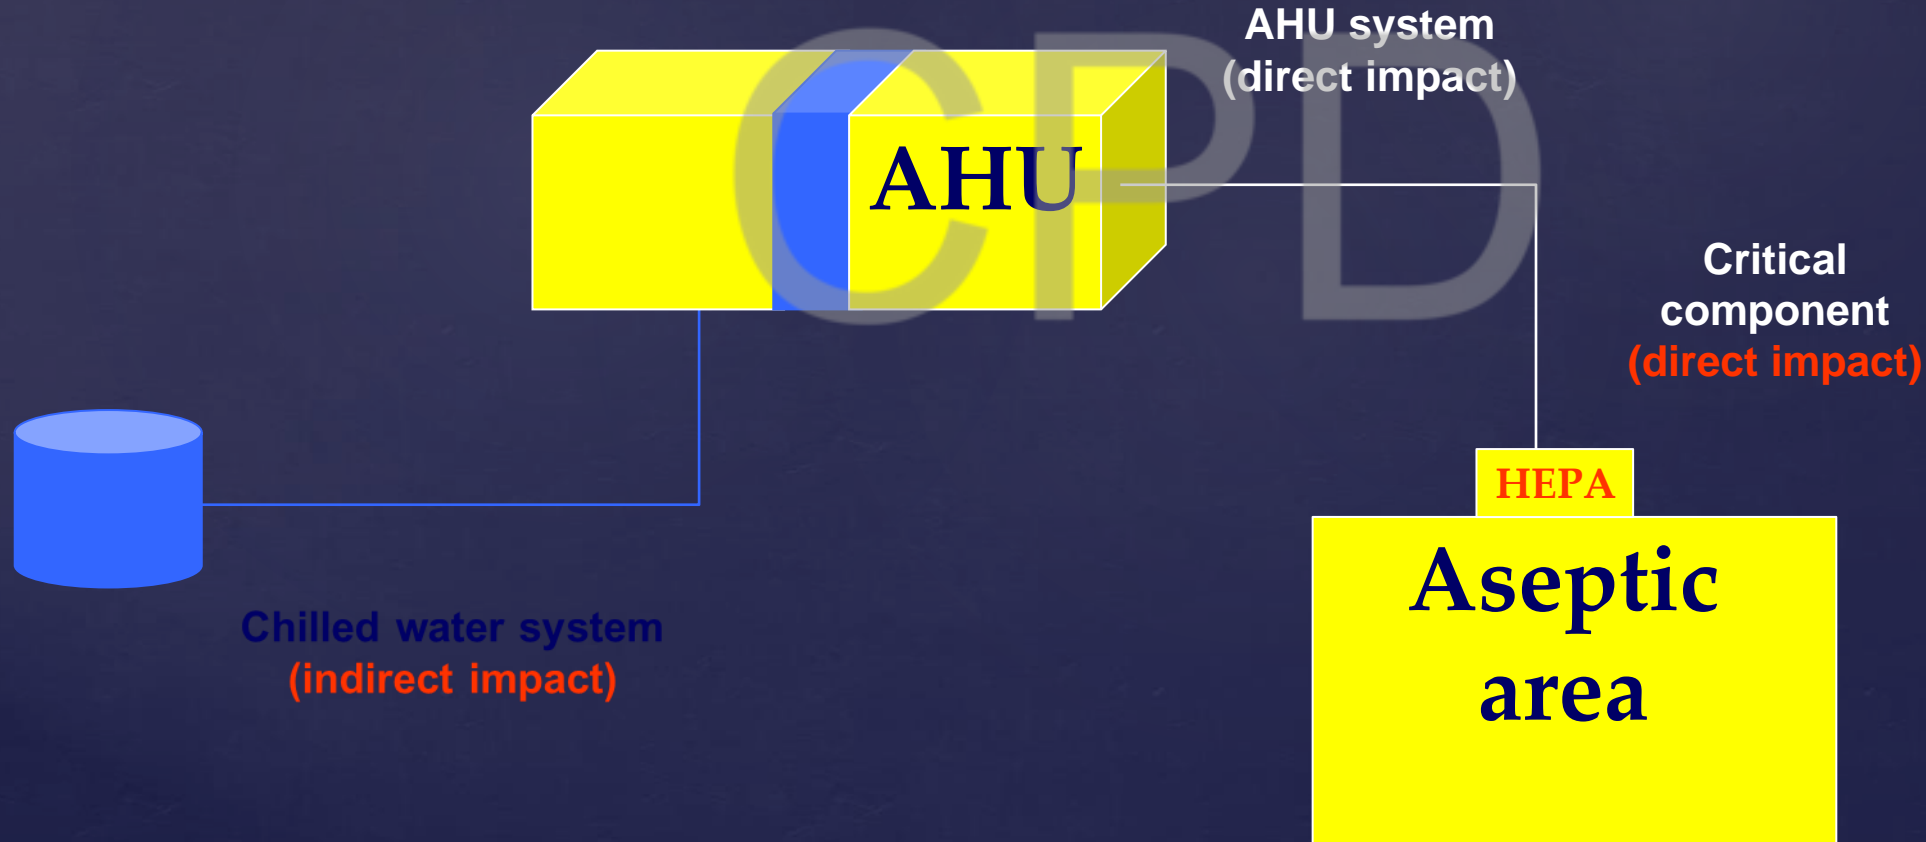 CPD
AHU system
(direct impact)
AHU
Critical
component
(direct impact)
HEPA
Aseptic
area
Chilled water system
(indirect impact)